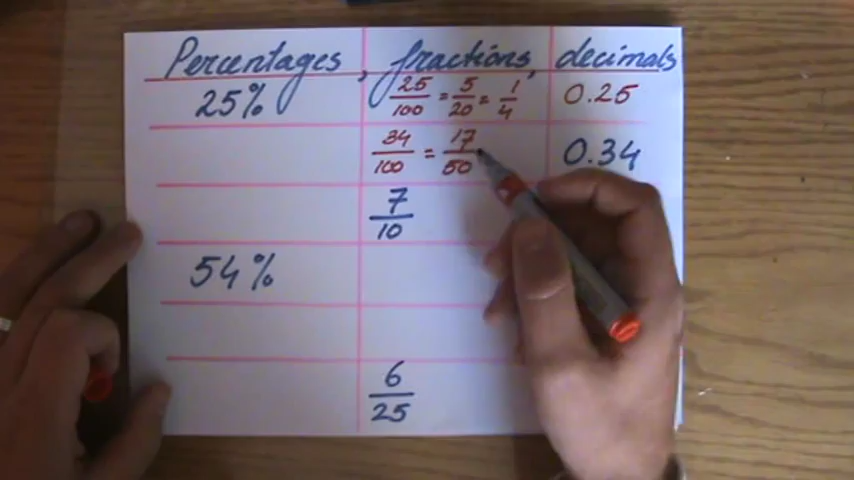 Percentages, fractions, decimals
25% 25/100 = 5/20 = 1/4 0.25
34/100 = 17/50 0.34
7/10
54%
6/25